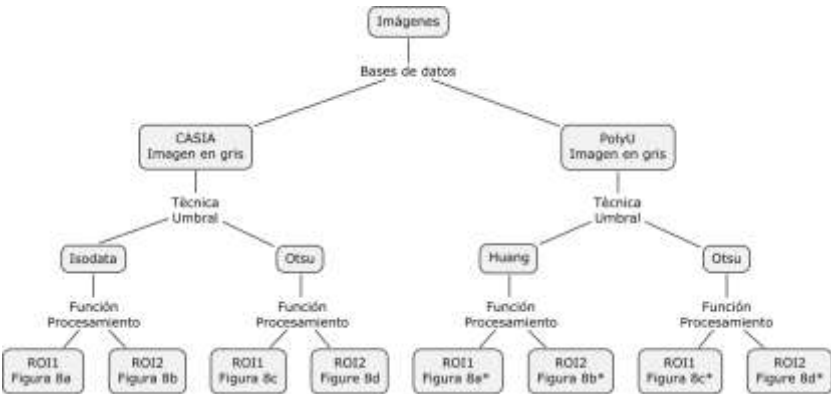 Imágenes
Bases de datos
CASIA
Imagen en gris
PolyU
Imagen en gris
Técnica
Umbral
Técnica
Umbral
Isodata
Otsu
Huang
Otsu
Función
Procesamiento
Función
Procesamiento
Función
Procesamiento
Función
Procesamiento
ROI1
Figura 8a
ROI2
Figura 8b
ROI1
Figura 8c
ROI2
Figure 8d
ROI1
Figura 8a*
ROI2
Figura 8b*
ROI1
Figura 8c*
ROI2
Figure 8d*